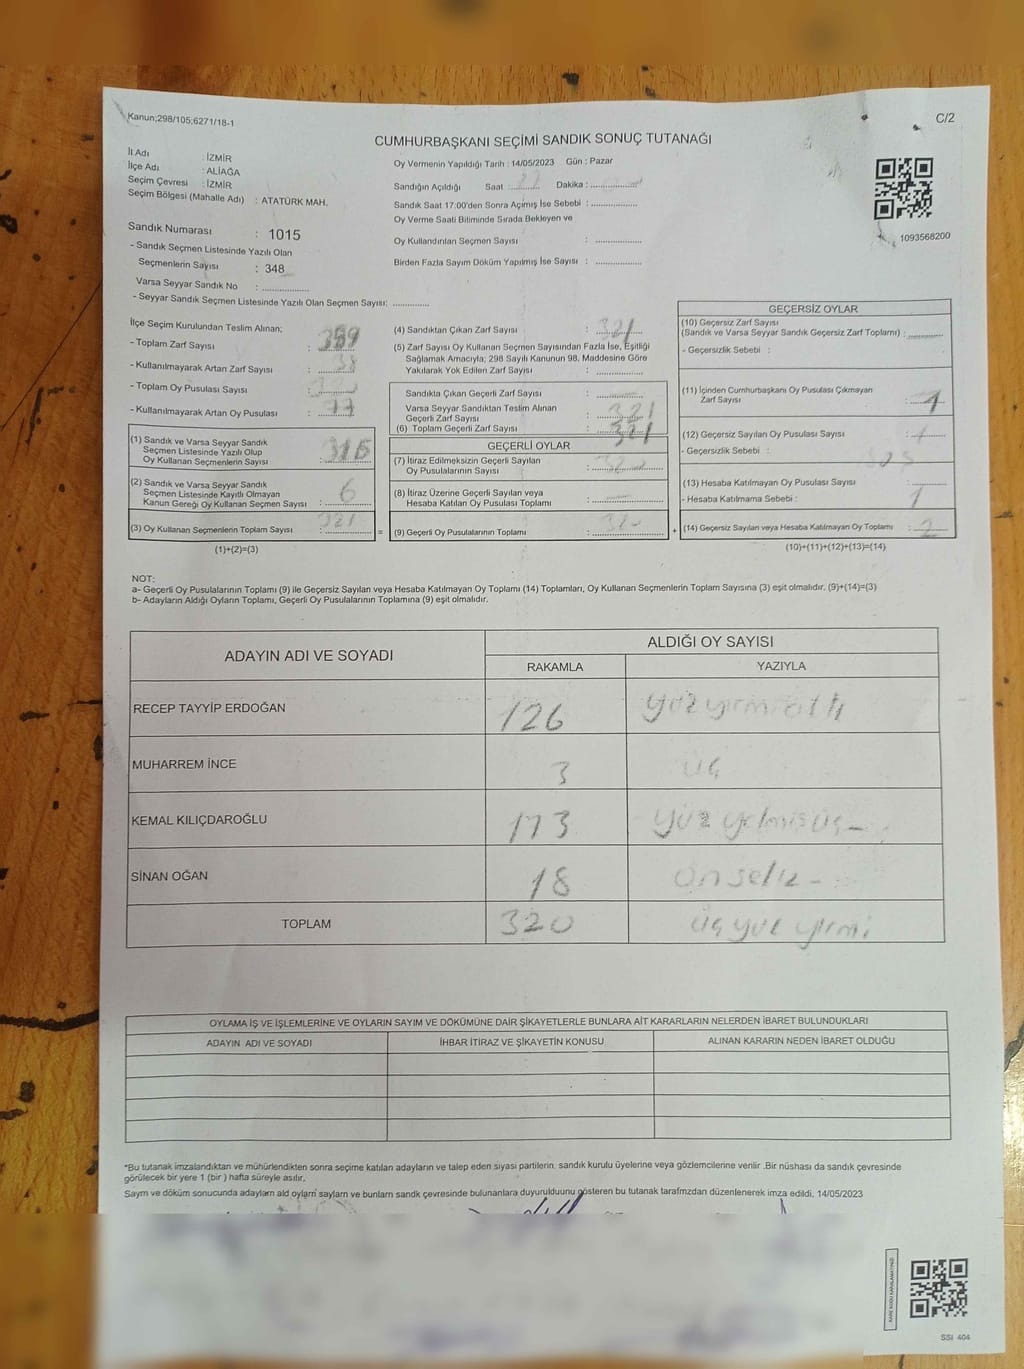 Kanun;298/105;6271/18-1
C/2
CUMHURBAŞKANI SEÇİMİ SANDIK SONUÇ TUTANAĞI
İl Adı : İZMİR
İlçe Adı : ALİAĞA
Seçim Çevresi : İZMİR
Seçim Bölgesi (Mahalle Adı) : ATATÜRK MAH.
Sandık Numarası : 1015
- Sandık Seçmen Listesinde Yazılı Olan
Seçmenlerin Sayısı : 348
Varsa Seyyar Sandık No : ..............
- Seyyar Sandık Seçmen Listesinde Yazılı Olan Seçmen Sayısı: ..............
Oy Vermenin Yapıldığı Tarih : 14/05/2023 Gün : Pazar
Sandığın Açıldığı Saat : Dakika :
Sandık Saat 17:00'den Sonra Açımış İse Sebebi : ..............
Oy Verme Saati Bitiminde Sırada Bekleyen ve
Oy Kullandırılan Seçmen Sayısı : ..............
Birden Fazla Sayım Döküm Yapılmış İse Sayısı : ..............
1093568200
İlçe Seçim Kurulundan Teslim Alınan;
- Toplam Zarf Sayısı : 359
- Kullanılmayarak Artan Zarf Sayısı : 38
- Toplam Oy Pusulası Sayısı :
- Kullanılmayarak Artan Oy Pusulası :
(1) Sandık ve Varsa Seyyar Sandık
Seçmen Listesinde Yazılı Olup
Oy Kullanan Seçmenlerin Sayısı : 315
(2) Sandık ve Varsa Seyyar Sandık
Seçmen Listesinde Kayıtlı Olmayan
Kanun Gereği Oy Kullanan Seçmen Sayısı : 6
(3) Oy Kullanan Seçmenlerin Toplam Sayısı : 321
(1)+(2)=(3)
(4) Sandıktan Çıkan Zarf Sayısı : 321
(5) Zarf Sayısı Oy Kullanan Seçmen Sayısından Fazla İse, Eşitliği
Sağlamak Amacıyla; 298 Sayılı Kanunun 98. Maddesine Göre
Yakılarak Yok Edilen Zarf Sayısı : ..............
Sandıkta Çıkan Geçerli Zarf Sayısı : ..............
Varsa Seyyar Sandıktan Teslim Alınan
Geçerli Zarf Sayısı : 321
(6) Toplam Geçerli Zarf Sayısı : 321
GEÇERLİ OYLAR
(7) İtiraz Edilmeksizin Geçerli Sayılan
Oy Pusulalarının Sayısı : 320
(8) İtiraz Üzerine Geçerli Sayılan veya
Hesaba Katılan Oy Pusulası Toplamı : —
= (9) Geçerli Oy Pusulalarının Toplamı : 320 +
GEÇERSİZ OYLAR
(10) Geçersiz Zarf Sayısı
(Sandık ve Varsa Seyyar Sandık Geçersiz Zarf Toplamı) : ..............
- Geçersizlik Sebebi :
(11) İçinden Cumhurbaşkanı Oy Pusulası Çıkmayan
Zarf Sayısı : 1
(12) Geçersiz Sayılan Oy Pusulası Sayısı :
- Geçersizlik Sebebi :
(13) Hesaba Katılmayan Oy Pusulası Sayısı :
- Hesaba Katılmama Sebebi : 1
(14) Geçersiz Sayılan veya Hesaba Katılmayan Oy Toplamı : 2
(10)+(11)+(12)+(13)=(14)
NOT:
a- Geçerli Oy Pusulalarının Toplamı (9) ile Geçersiz Sayılan veya Hesaba Katılmayan Oy Toplamı (14) Toplamları, Oy Kullanan Seçmenlerin Toplam Sayısına (3) eşit olmalıdır. (9)+(14)=(3)
b- Adayların Aldığı Oyların Toplamı, Geçerli Oy Pusulalarının Toplamına (9) eşit olmalıdır.
ADAYIN ADI VE SOYADI
ALDIĞI OY SAYISI
RAKAMLA YAZIYLA
RECEP TAYYİP ERDOĞAN 126 yüz yirmi altı
MUHARREM İNCE 3 üç
KEMAL KILIÇDAROĞLU 173 yüz yetmiş üç
SİNAN OĞAN 18 on sekiz
TOPLAM 320 üç yüz yirmi
OYLAMA İŞ VE İŞLEMLERİNE VE OYLARIN SAYIM VE DÖKÜMÜNE DAİR ŞİKAYETLERLE BUNLARA AİT KARARLARIN NELERDEN İBARET BULUNDUKLARI
ADAYIN ADI VE SOYADI İHBAR İTİRAZ VE ŞİKAYETİN KONUSU ALINAN KARARIN NEDEN İBARET OLDUĞU
*Bu tutanak imzalandıktan ve mühürlendikten sonra seçime katılan adayların ve talep eden siyasi partilerin, sandık kurulu üyelerine veya gözlemcilerine verilir .Bir nüshası da sandık çevresinde
görülecek bir yere 1 (bir ) hafta süreyle asılır.
Sayım ve döküm sonucunda adayların ald oyların sayıların ve bunların sandık çevresinde bulunanlara duyurulduunu gösteren bu tutanak tarafımzdan düzenlenerek imza edildi. 14/05/2023
KARE KODU KARALAMAYINIZ!
SSI 404